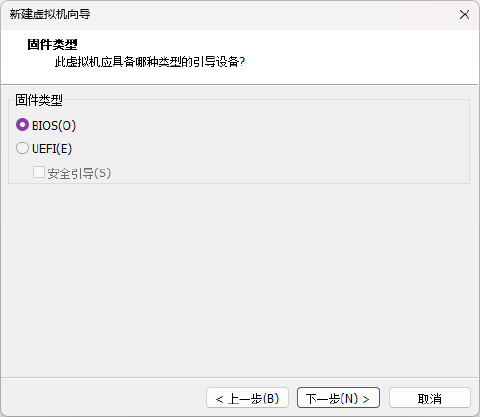 新建虚拟机向导
固件类型
此虚拟机应具备哪种类型的引导设备?
固件类型
BIOS(O)
UEFI(E)
安全引导(S)
< 上一步(B)
下一步(N) >
取消